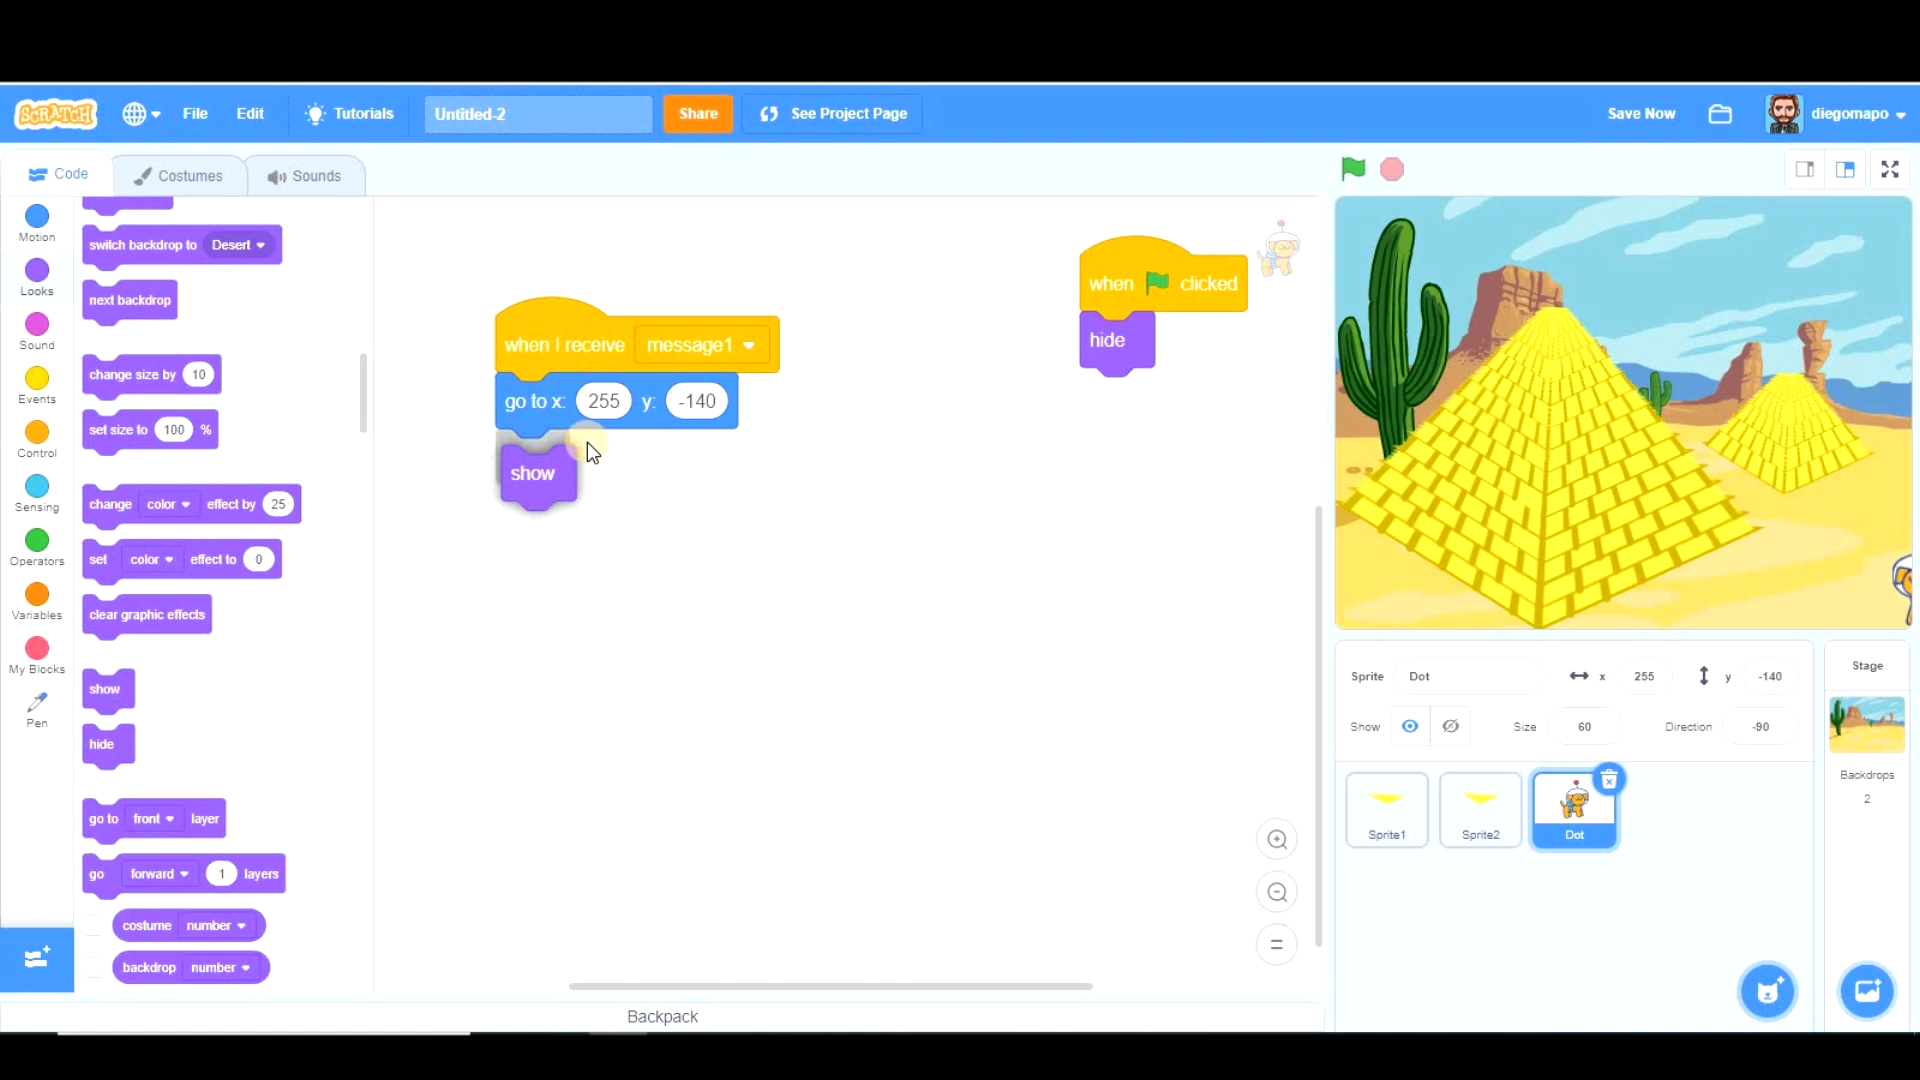 SCRATCH File Edit Tutorials Untitled-2 Share See Project Page Save Now diegomapo
Code Costumes Sounds
Motion
Looks
Sound
Events
Control
Sensing
Operators
Variables
My Blocks
Pen
switch backdrop to Desert
next backdrop
change size by 10
set size to 100 %
change color effect by 25
set color effect to 0
clear graphic effects
show
hide
go to front layer
go forward 1 layers
costume number
backdrop number
when I receive message1
go to x: 255 y: -140
show
when clicked
hide
Backpack
Sprite Dot x 255 y -140
Show Size 60 Direction -90
Sprite1 Sprite2 Dot
Stage
Backdrops
2